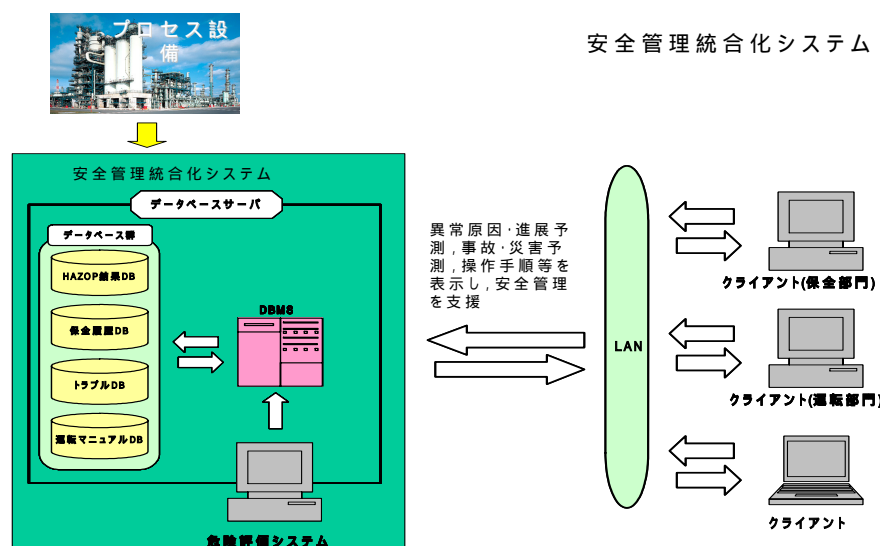 プロセス設
備
安全管理統合化システム
安全管理統合化システム
データベースサーバ
データベース群
HAZOP結果DB
保全履歴DB
トラブルDB
運転マニュアルDB
DBMS
危険評価システム
異常原因･進展予
測,事故･災害予
測,操作手順等を
表示し,安全管理
を支援
LAN
クライアント(保全部門)
クライアント(運転部門)
クライアント